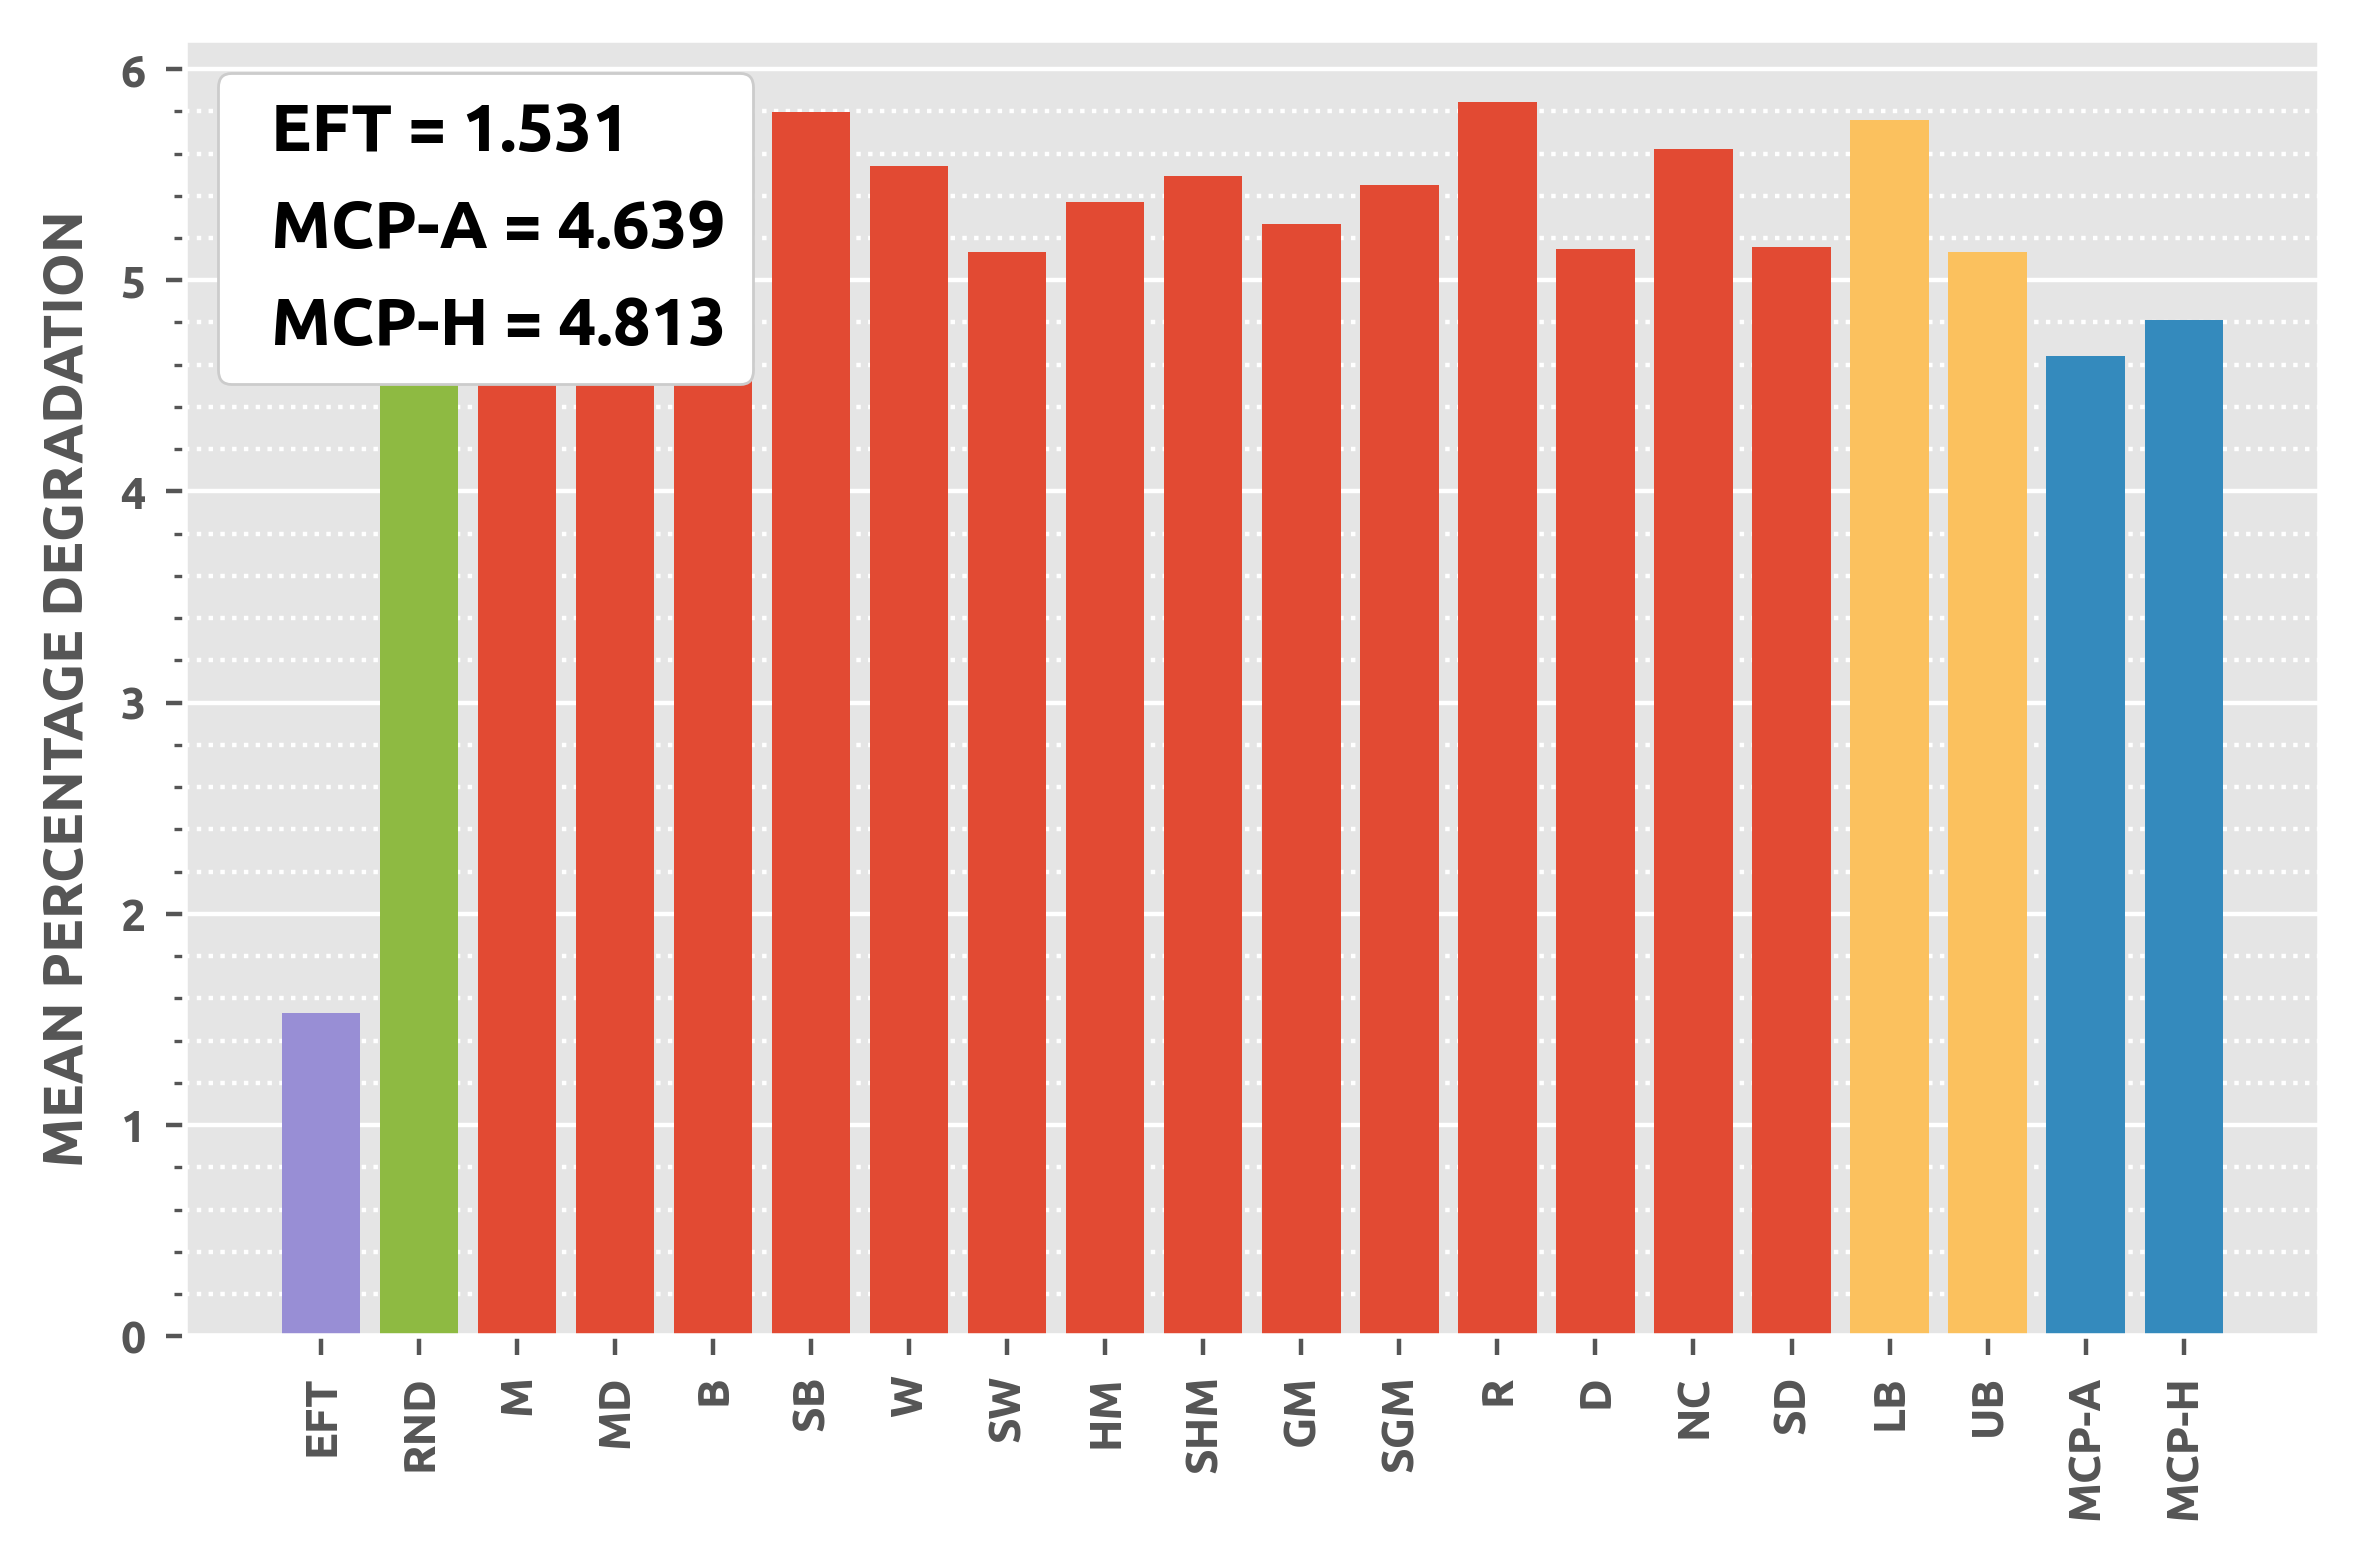 MEAN PERCENTAGE DEGRADATION
6
5
4
3
2
1
0
EFT = 1.531
MCP-A = 4.639
MCP-H = 4.813
EFT
RND
M
MD
B
SB
W
SW
HM
SHM
GM
SGM
R
D
NC
SD
LB
UB
MCP-A
MCP-H